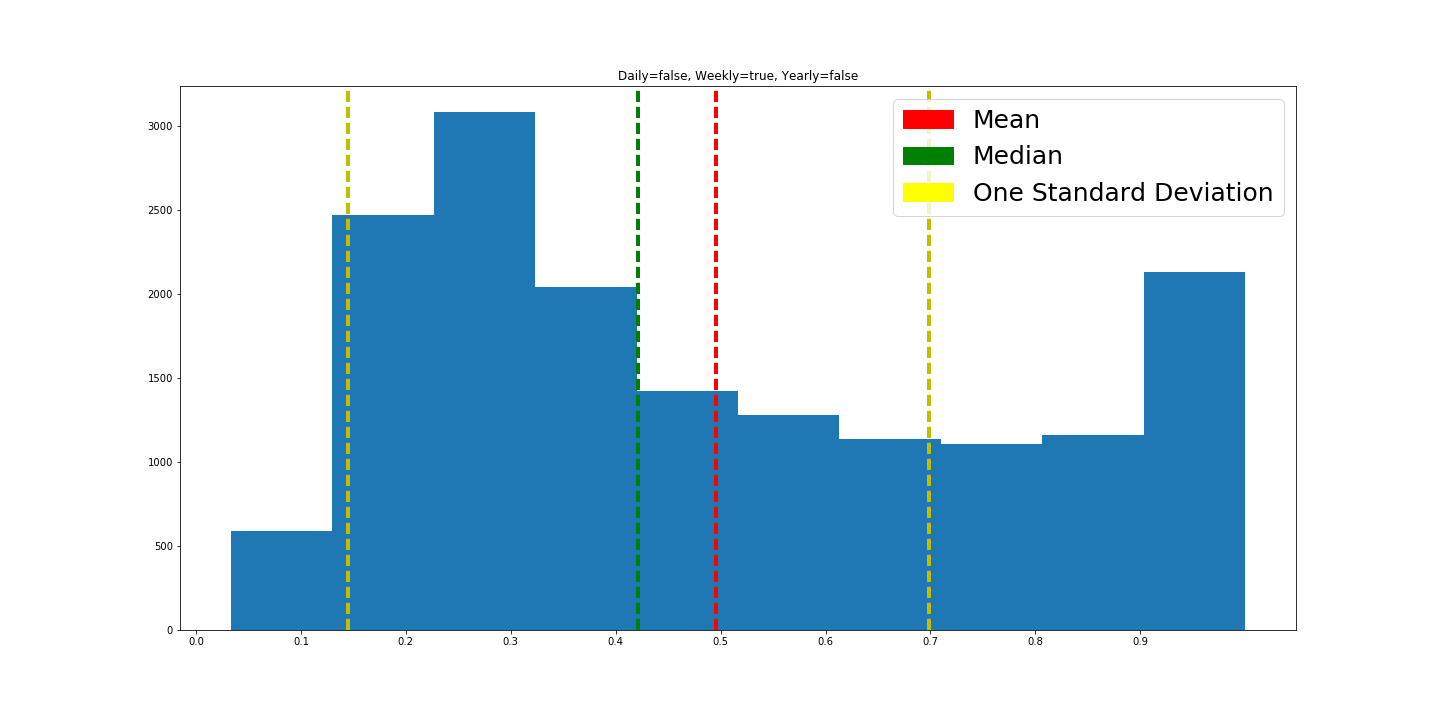 Daily=false, Weekly=true, Yearly=false
Mean
Median
One Standard Deviation
3000
2500
2000
1500
1000
500
0
0.0 0.1 0.2 0.3 0.4 0.5 0.6 0.7 0.8 0.9